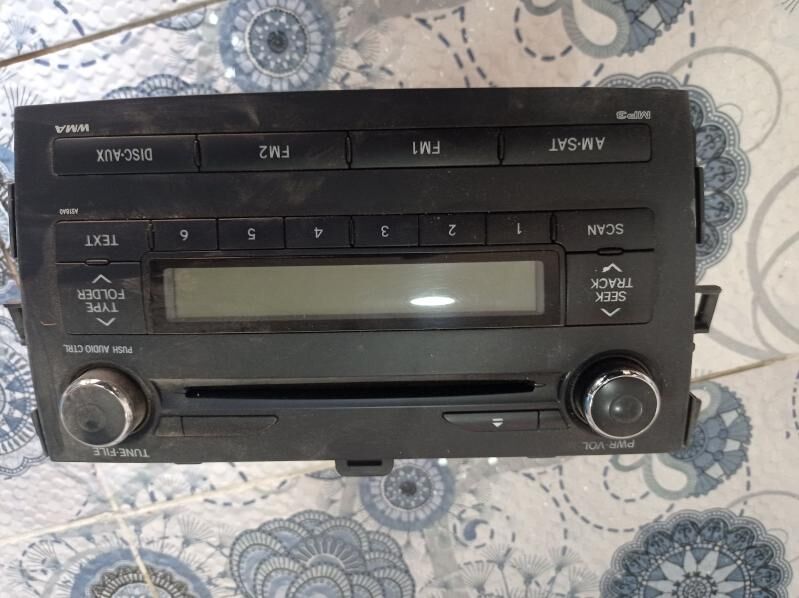 PWR·VOL
TUNE·FILE
PUSH AUDIO CTRL
SEEK
TRACK
TYPE
FOLDER
SCAN 1 2 3 4 5 6 TEXT
A518A0
AM·SAT FM1 FM2 DISC·AUX
MP3 WMA